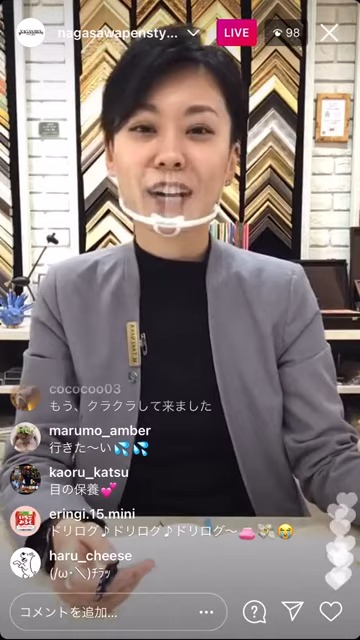 nagasawapensty...
LIVE
98
cococoo03
もう、クラクラして来ました
marumo_amber
行きた〜い💦💦
kaoru_katsu
目の保養💕
eringi.15.mini
ドリログ♪ドリログ♪ドリログ〜👛💸😭
haru_cheese
(/ω・＼)ﾁﾗｯ
コメントを追加...